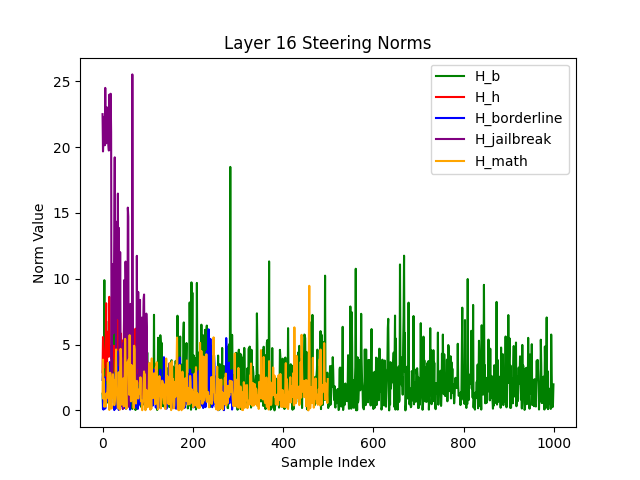 Layer 16 Steering Norms
Norm Value
25
20
15
10
5
0
H_b
H_h
H_borderline
H_jailbreak
H_math
0 200 400 600 800 1000
Sample Index